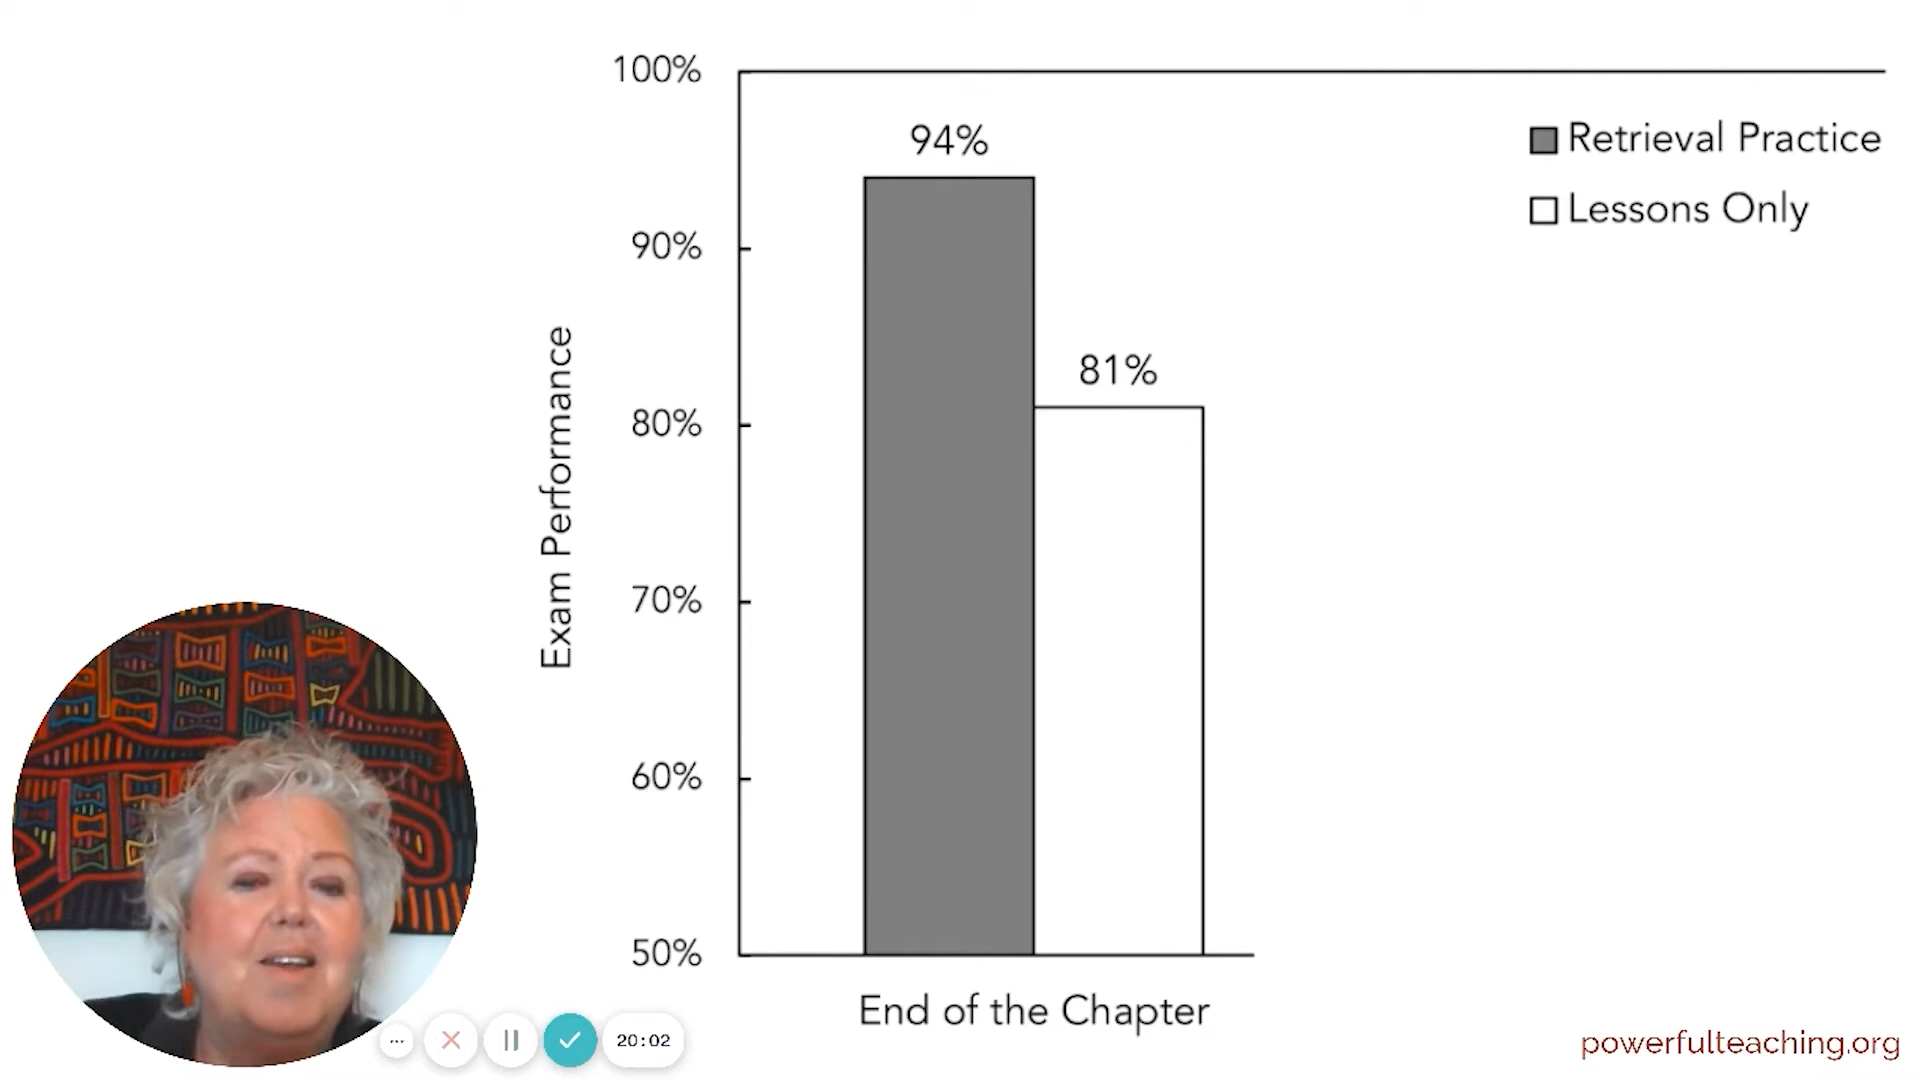 100%
94%
Retrieval Practice
Lessons Only
90%
81%
80%
Exam Performance
70%
60%
50%
End of the Chapter
20:02
powerfulteaching.org